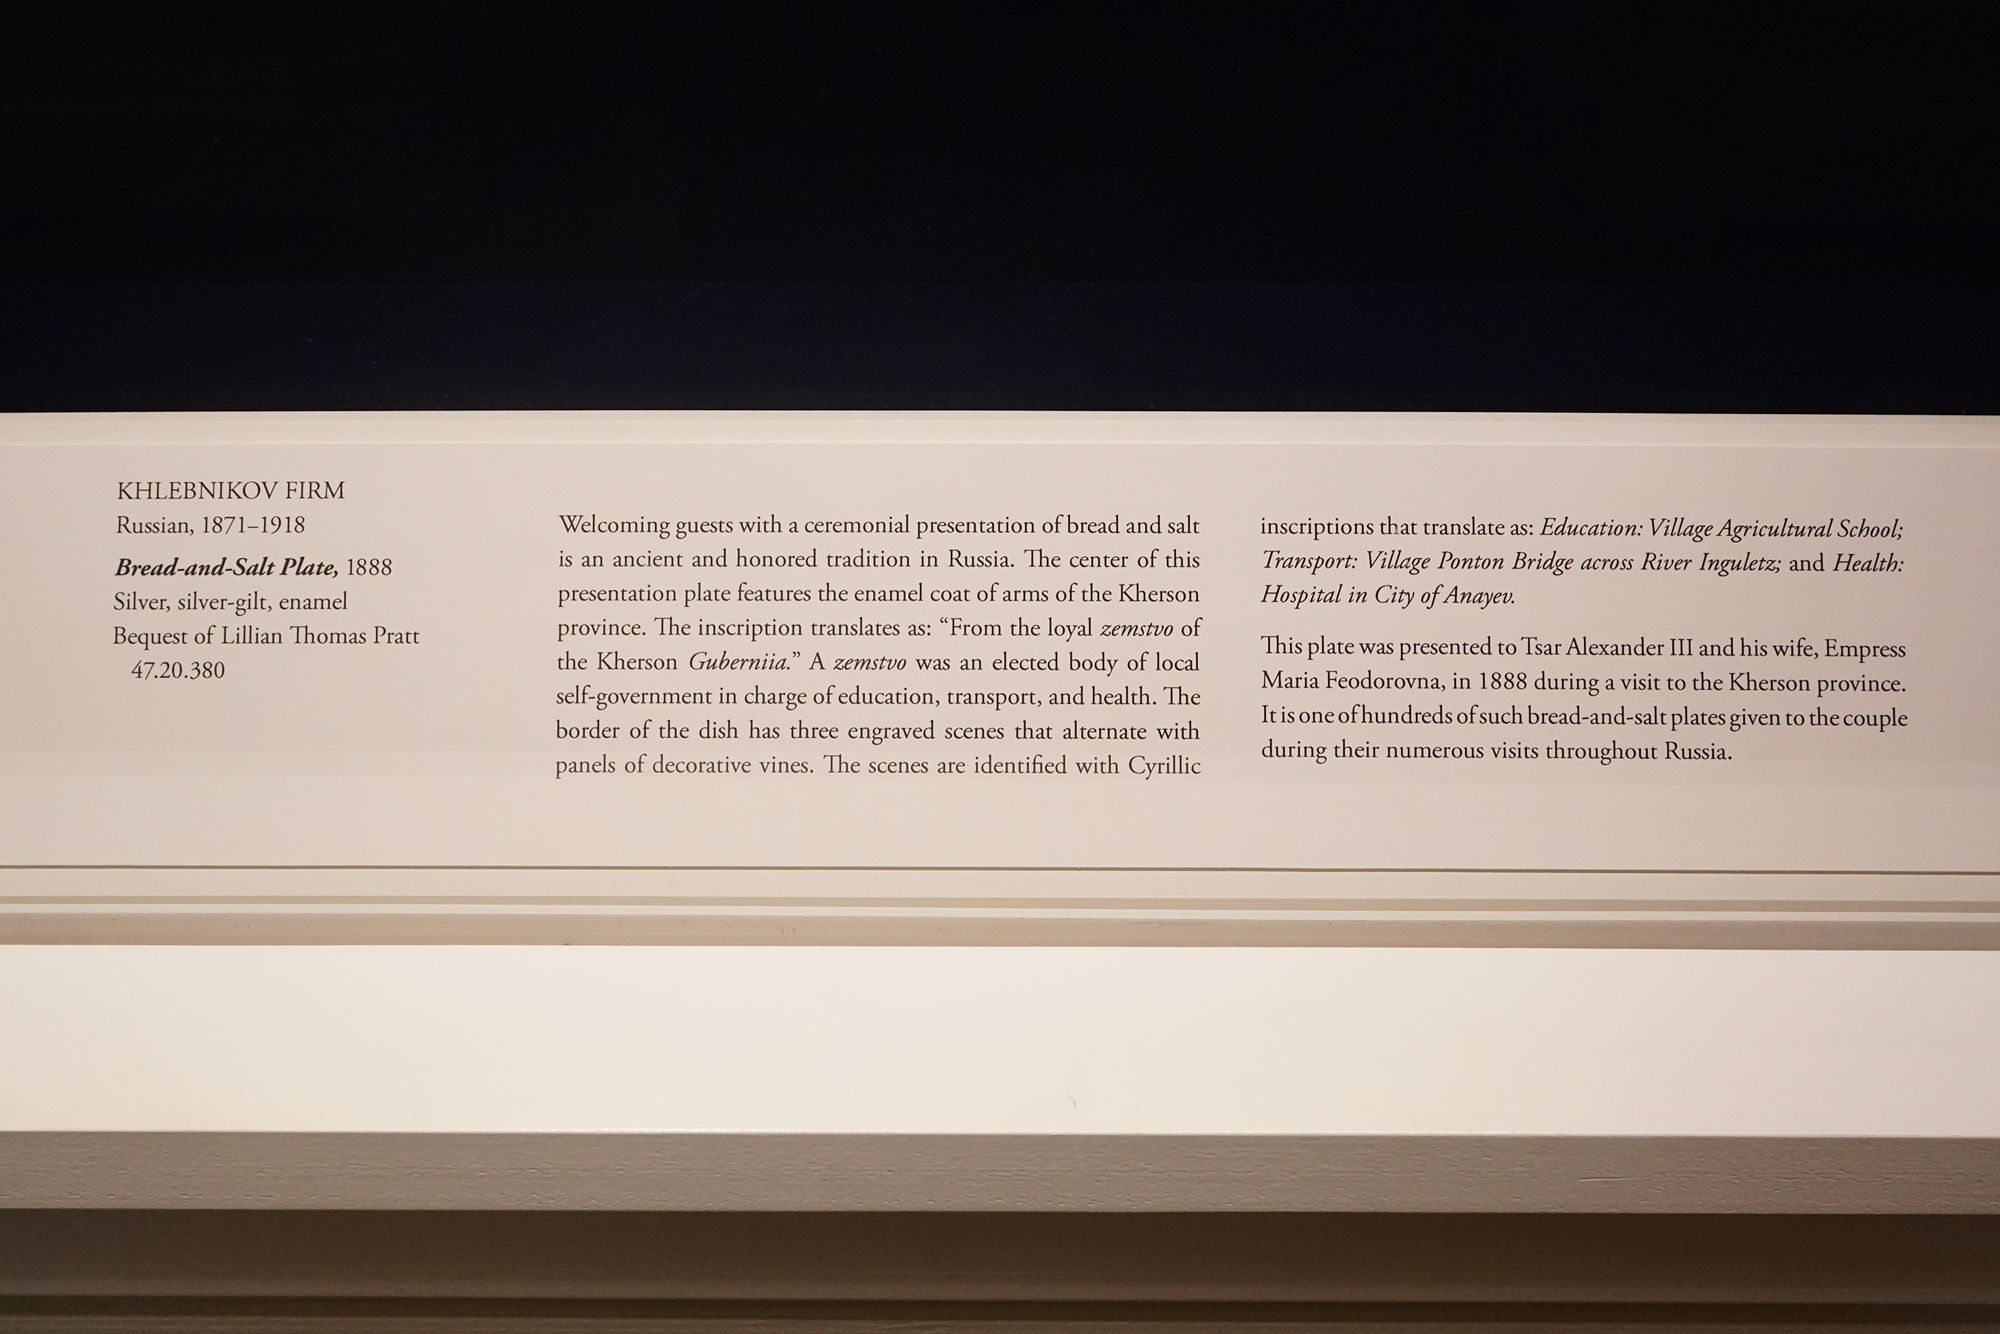 KHLEBNIKOV FIRM
Russian, 1871–1918
Bread-and-Salt Plate, 1888
Silver, silver-gilt, enamel
Bequest of Lillian Thomas Pratt
47.20.380
Welcoming guests with a ceremonial presentation of bread and salt
is an ancient and honored tradition in Russia. The center of this
presentation plate features the enamel coat of arms of the Kherson
province. The inscription translates as: “From the loyal zemstvo of
the Kherson Guberniia.” A zemstvo was an elected body of local
self-government in charge of education, transport, and health. The
border of the dish has three engraved scenes that alternate with
panels of decorative vines. The scenes are identified with Cyrillic
inscriptions that translate as: Education: Village Agricultural School;
Transport: Village Ponton Bridge across River Inguletz; and Health:
Hospital in City of Anayev.
This plate was presented to Tsar Alexander III and his wife, Empress
Maria Feodorovna, in 1888 during a visit to the Kherson province.
It is one of hundreds of such bread-and-salt plates given to the couple
during their numerous visits throughout Russia.